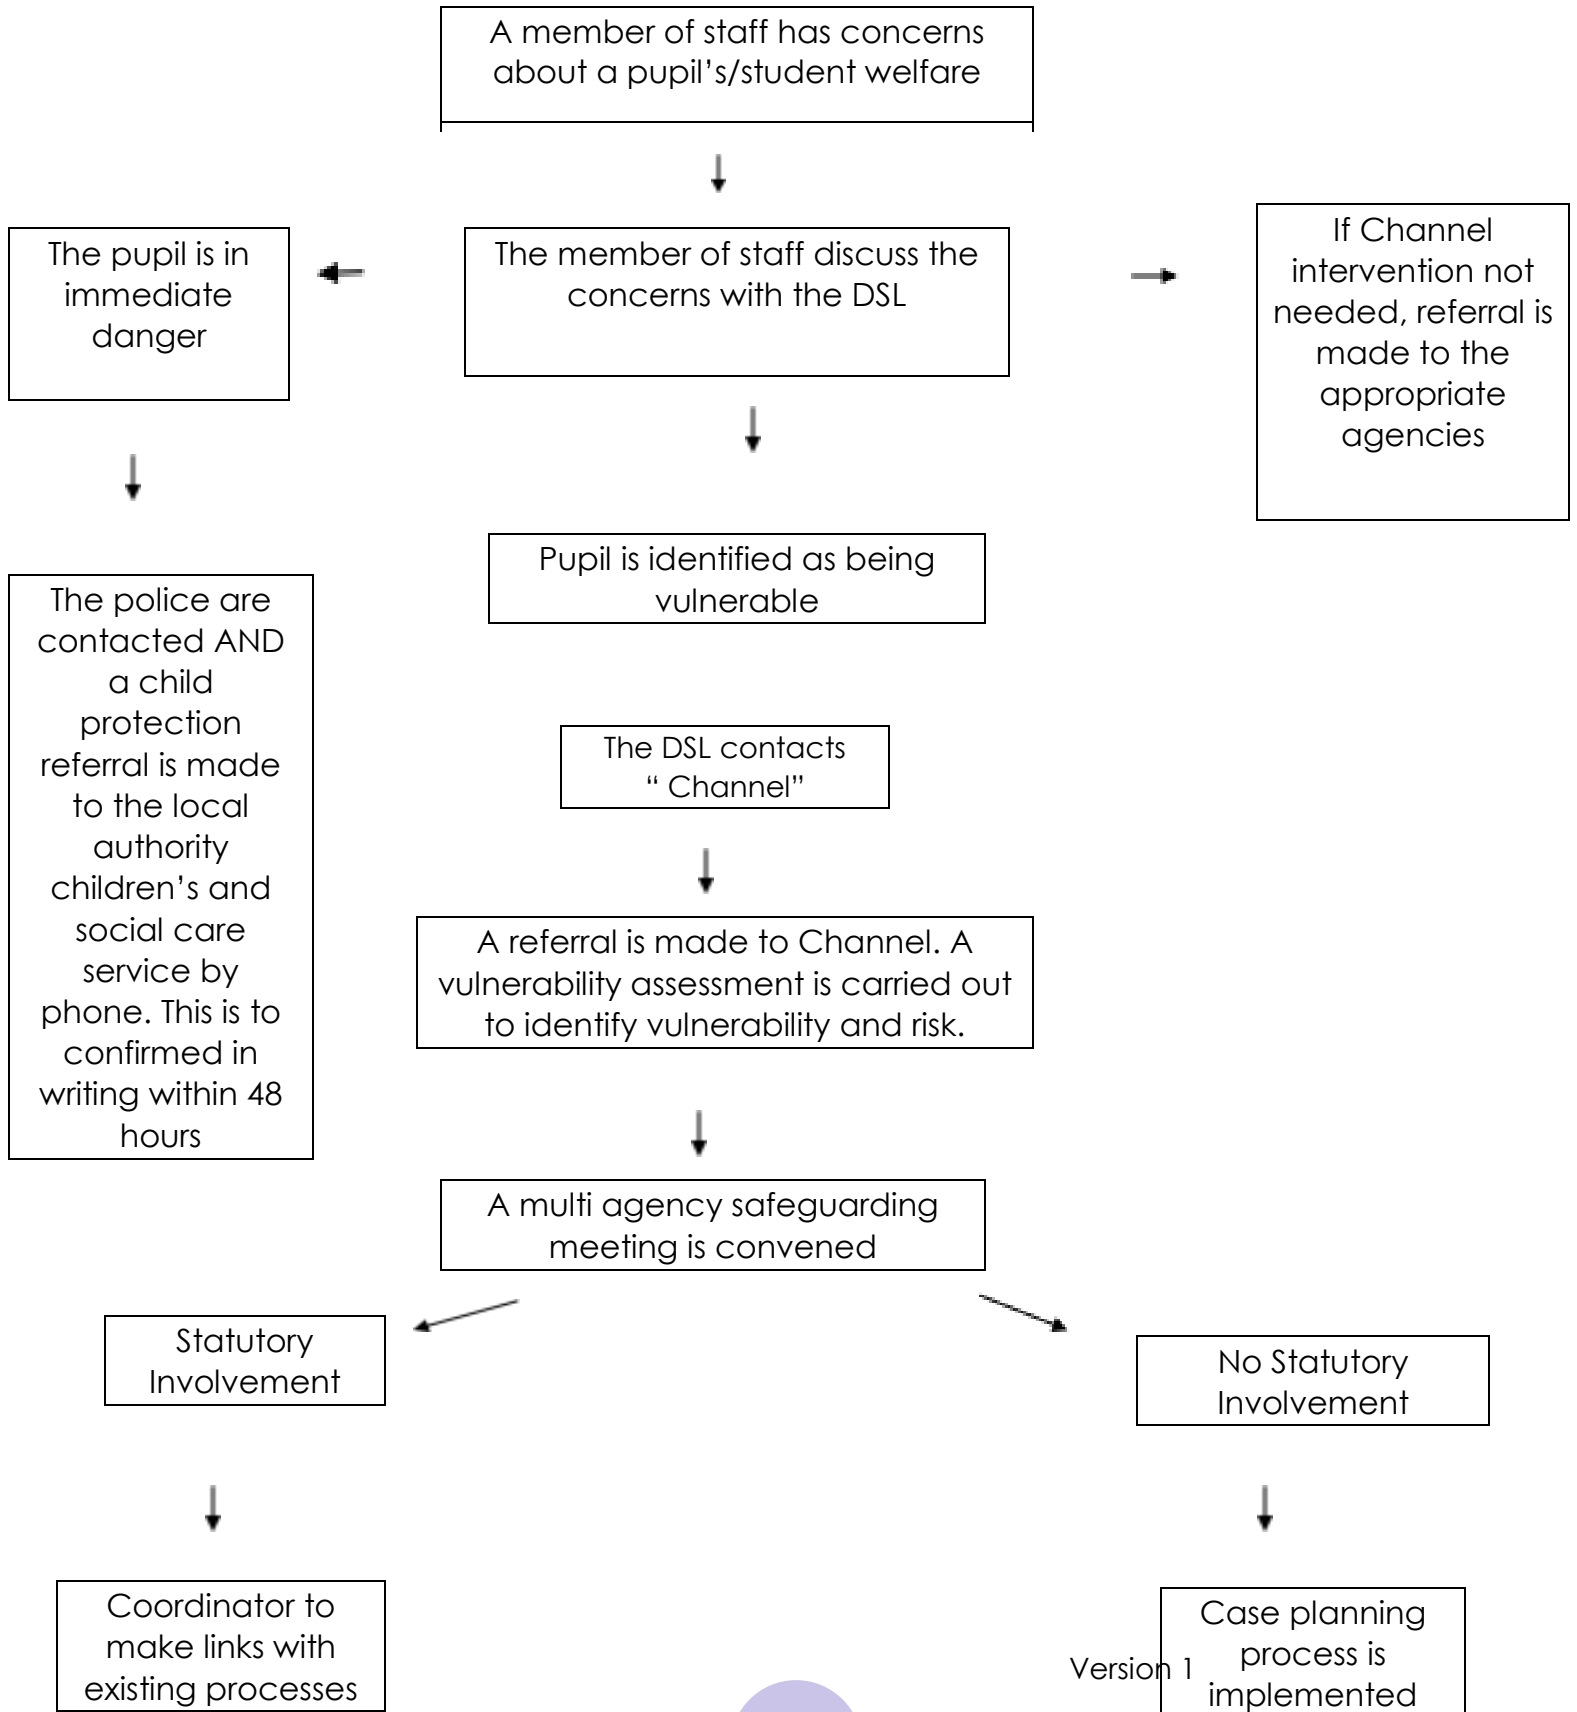 A member of staff has concerns
about a pupil’s/student welfare
The pupil is in
immediate
danger
The member of staff discuss the
concerns with the DSL
If Channel
intervention not
needed, referral is
made to the
appropriate
agencies
Pupil is identified as being
vulnerable
The police are
contacted AND
a child
protection
referral is made
to the local
authority
children’s and
social care
service by
phone. This is to
confirmed in
writing within 48
hours
The DSL contacts
“ Channel”
A referral is made to Channel. A
vulnerability assessment is carried out
to identify vulnerability and risk.
A multi agency safeguarding
meeting is convened
Statutory
Involvement
No Statutory
Involvement
Coordinator to
make links with
existing processes
Case planning
process is
implemented
Version 1